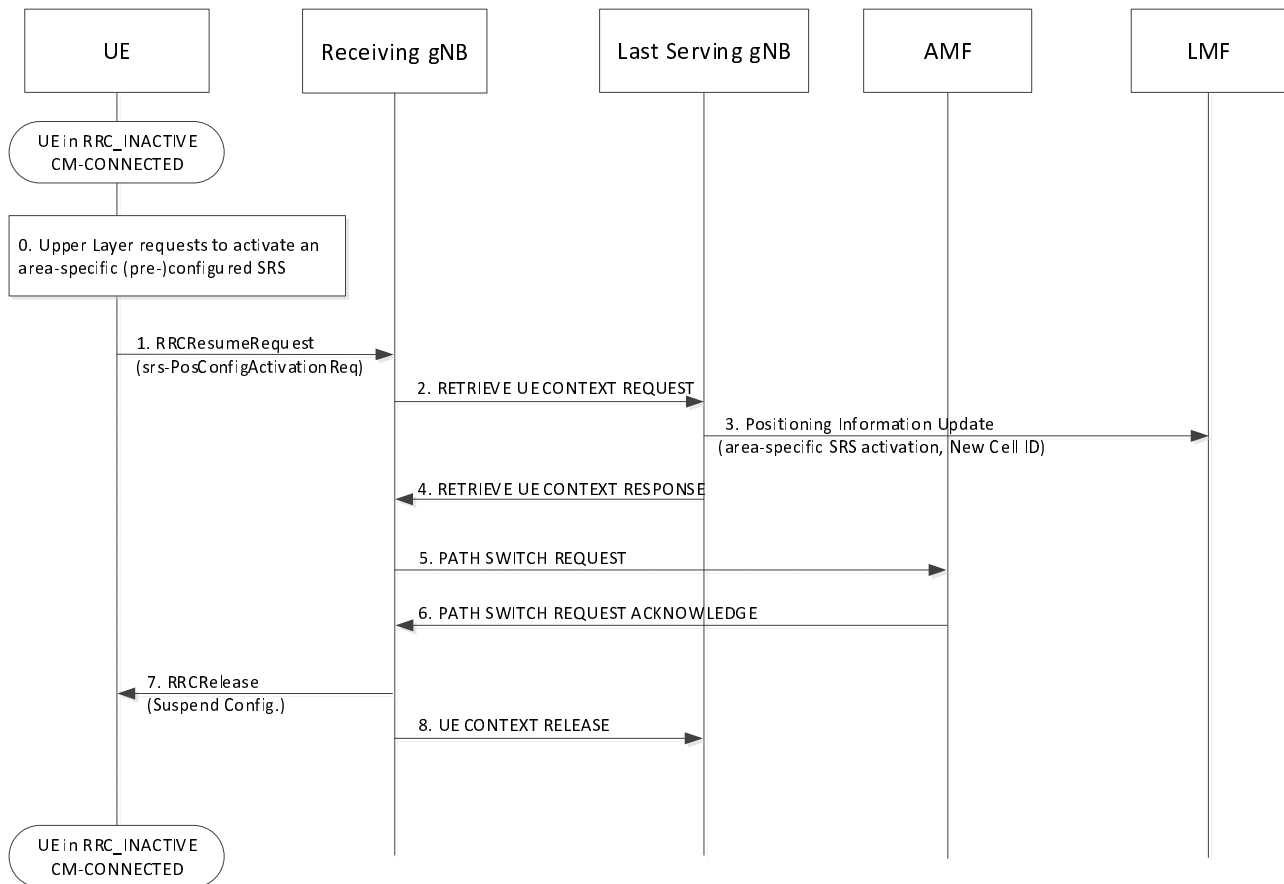 UE
Receiving gNB
Last Serving gNB
AMF
LMF
UE in RRC_INACTIVE
CM-CONNECTED
0. Upper Layer requests to activate an
area-specific (pre-)configured SRS
1. RRCResumeRequest
(srs-PosConfigActivationReq)
2. RETRIEVE UE CONTEXT REQUEST
3. Positioning Information Update
(area-specific SRS activation, New Cell ID)
4. RETRIEVE UE CONTEXT RESPONSE
5. PATH SWITCH REQUEST
6. PATH SWITCH REQUEST ACKNOWLEDGE
7. RRCRelease
(Suspend Config.)
8. UE CONTEXT RELEASE
UE in RRC_INACTIVE
CM-CONNECTED